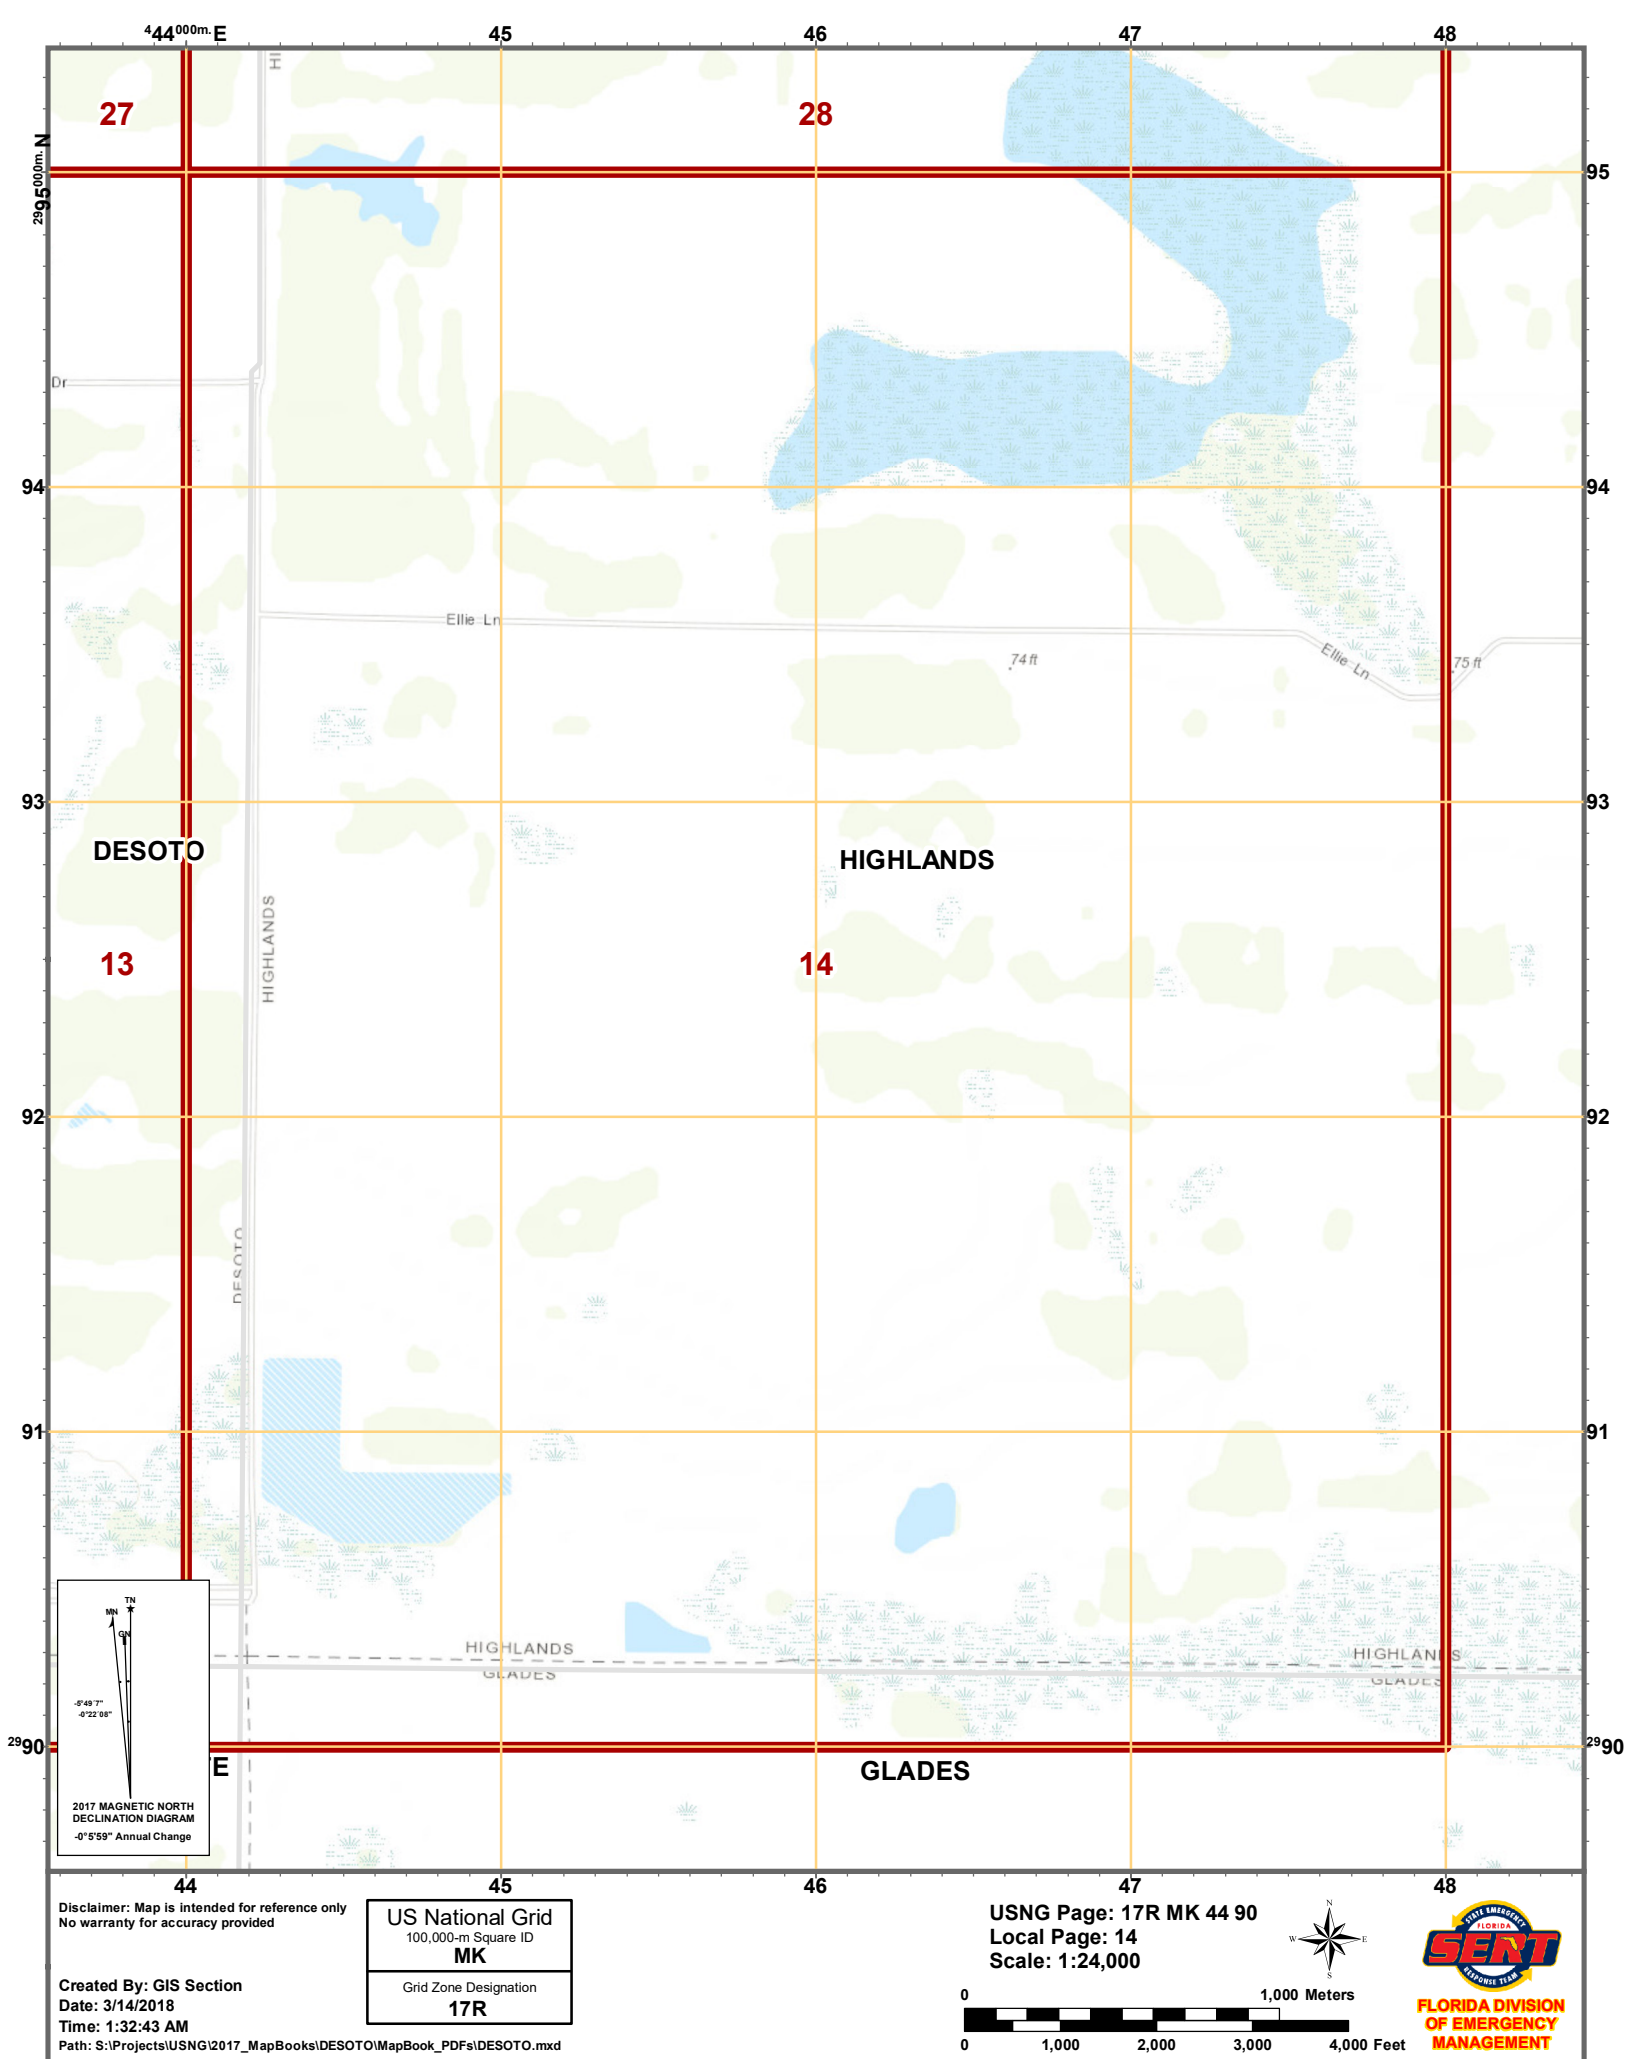 444000m.E 45 46 47 48
HI
27 28
2995000m.N 95
Dr
94 94
Ellie Ln
74 ft
Ellie Ln
75 ft
93 93
DESOTO HIGHLANDS
HIGHLANDS
13 14
92 92
DESOTO
91 91
TN
MN
GN
HIGHLANDS HIGHLANDS
GLADES GLADES
-5°49'7"
-0°22'08"
2990 2990
TE GLADES
2017 MAGNETIC NORTH
DECLINATION DIAGRAM
-0°5'59" Annual Change
44 45 46 47 48
Disclaimer: Map is intended for reference only
No warranty for accuracy provided
Created By: GIS Section
Date: 3/14/2018
Time: 1:32:43 AM
Path: S:\Projects\USNG\2017_MapBooks\DESOTO\MapBook_PDFs\DESOTO.mxd
US National Grid
100,000-m Square ID
MK
Grid Zone Designation
17R
USNG Page: 17R MK 44 90
Local Page: 14
Scale: 1:24,000
N
W E
S
0 1,000 Meters
0 1,000 2,000 3,000 4,000 Feet
STATE EMERGENCY
FLORIDA
SERT
RESPONSE TEAM
FLORIDA DIVISION
OF EMERGENCY
MANAGEMENT